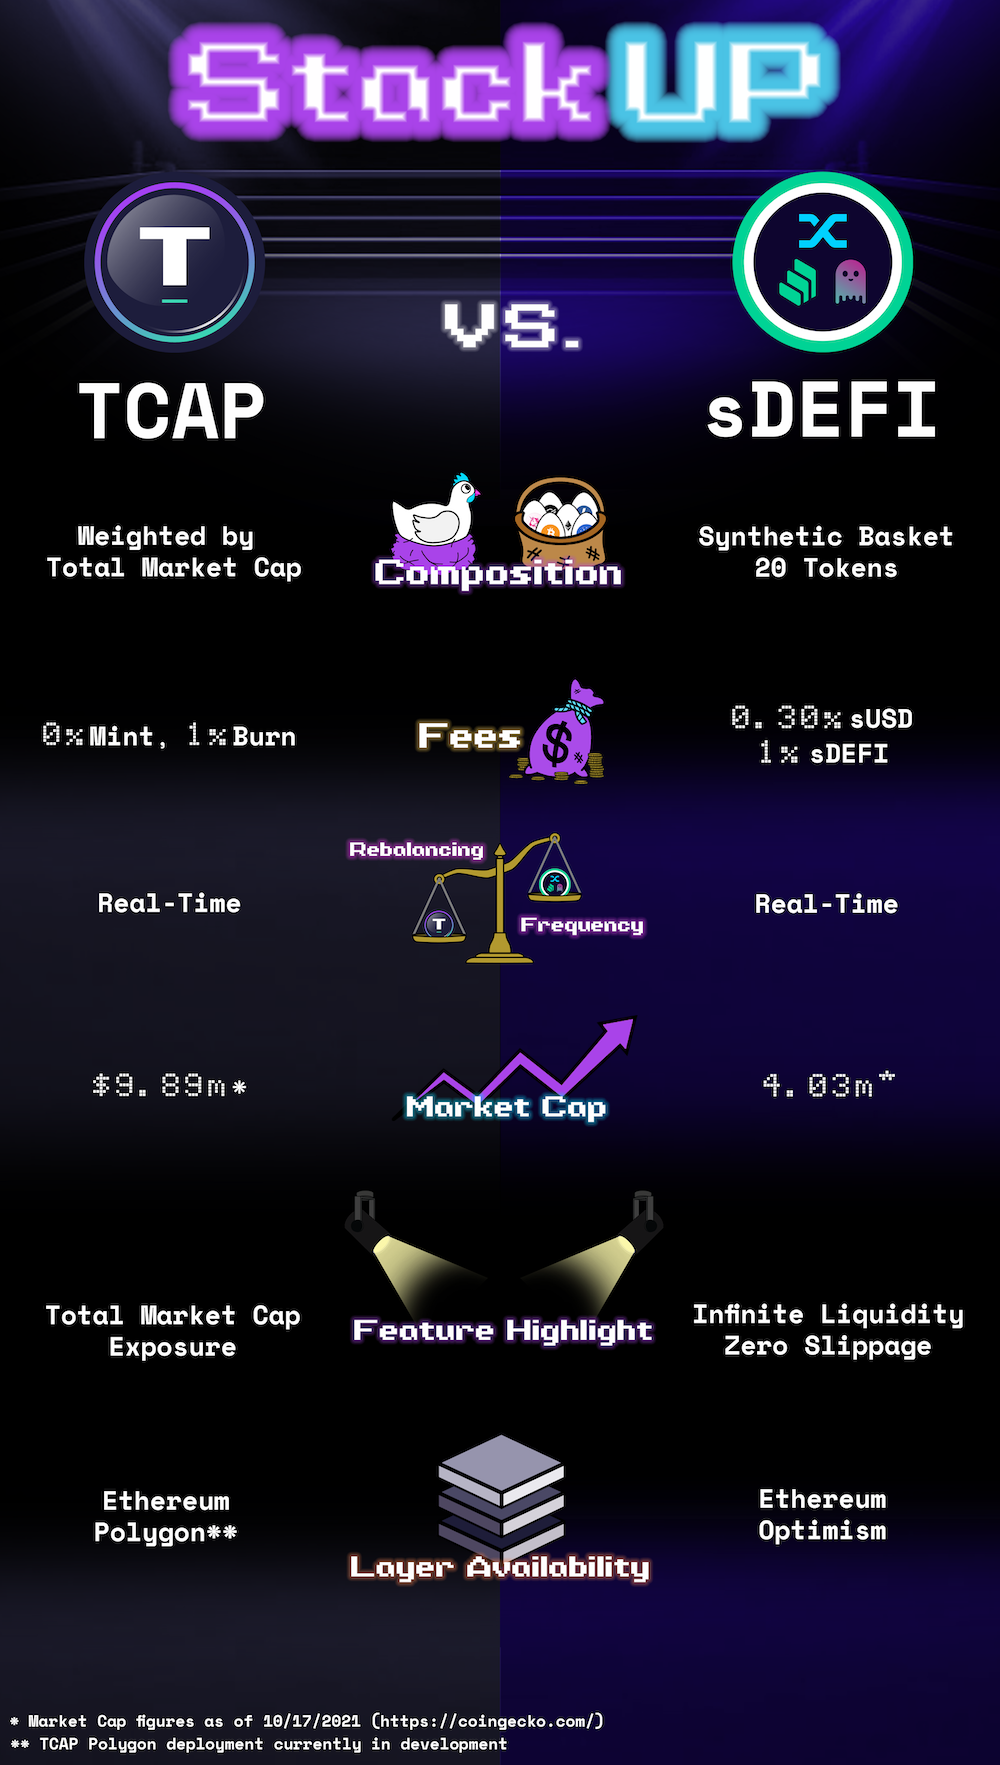 StackUP
T
vs.
TCAP
sDEFI
Weighted by
Total Market Cap
Composition
Synthetic Basket
20 Tokens
0% Mint, 1% Burn
Fees
$
0.30% sUSD
1% sDEFI
Rebalancing
Frequency
T
Real-Time
Real-Time
$9.89m*
Market Cap
4.03m*
Total Market Cap
Exposure
Feature Highlight
Infinite Liquidity
Zero Slippage
Ethereum
Polygon**
Layer Availability
Ethereum
Optimism
* Market Cap figures as of 10/17/2021 (https://coingecko.com/)
** TCAP Polygon deployment currently in development